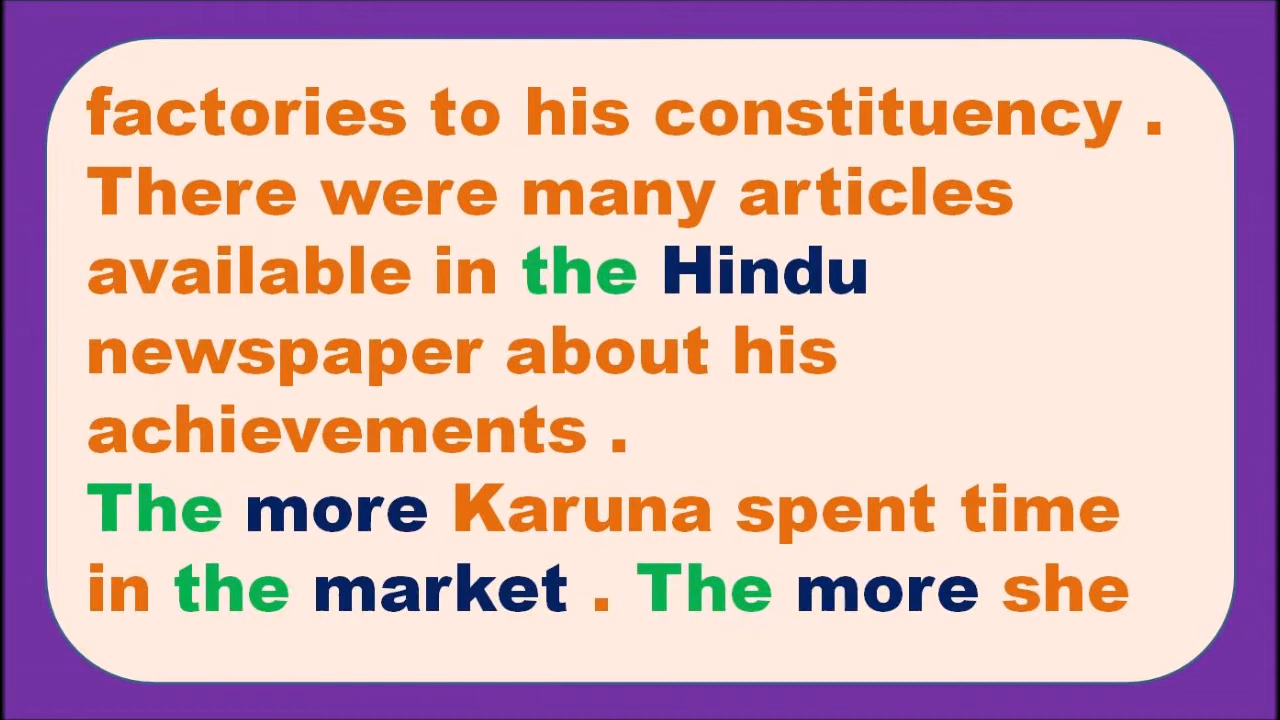 factories to his constituency .
There were many articles
available in the Hindu
newspaper about his
achievements .
The more Karuna spent time
in the market . The more she